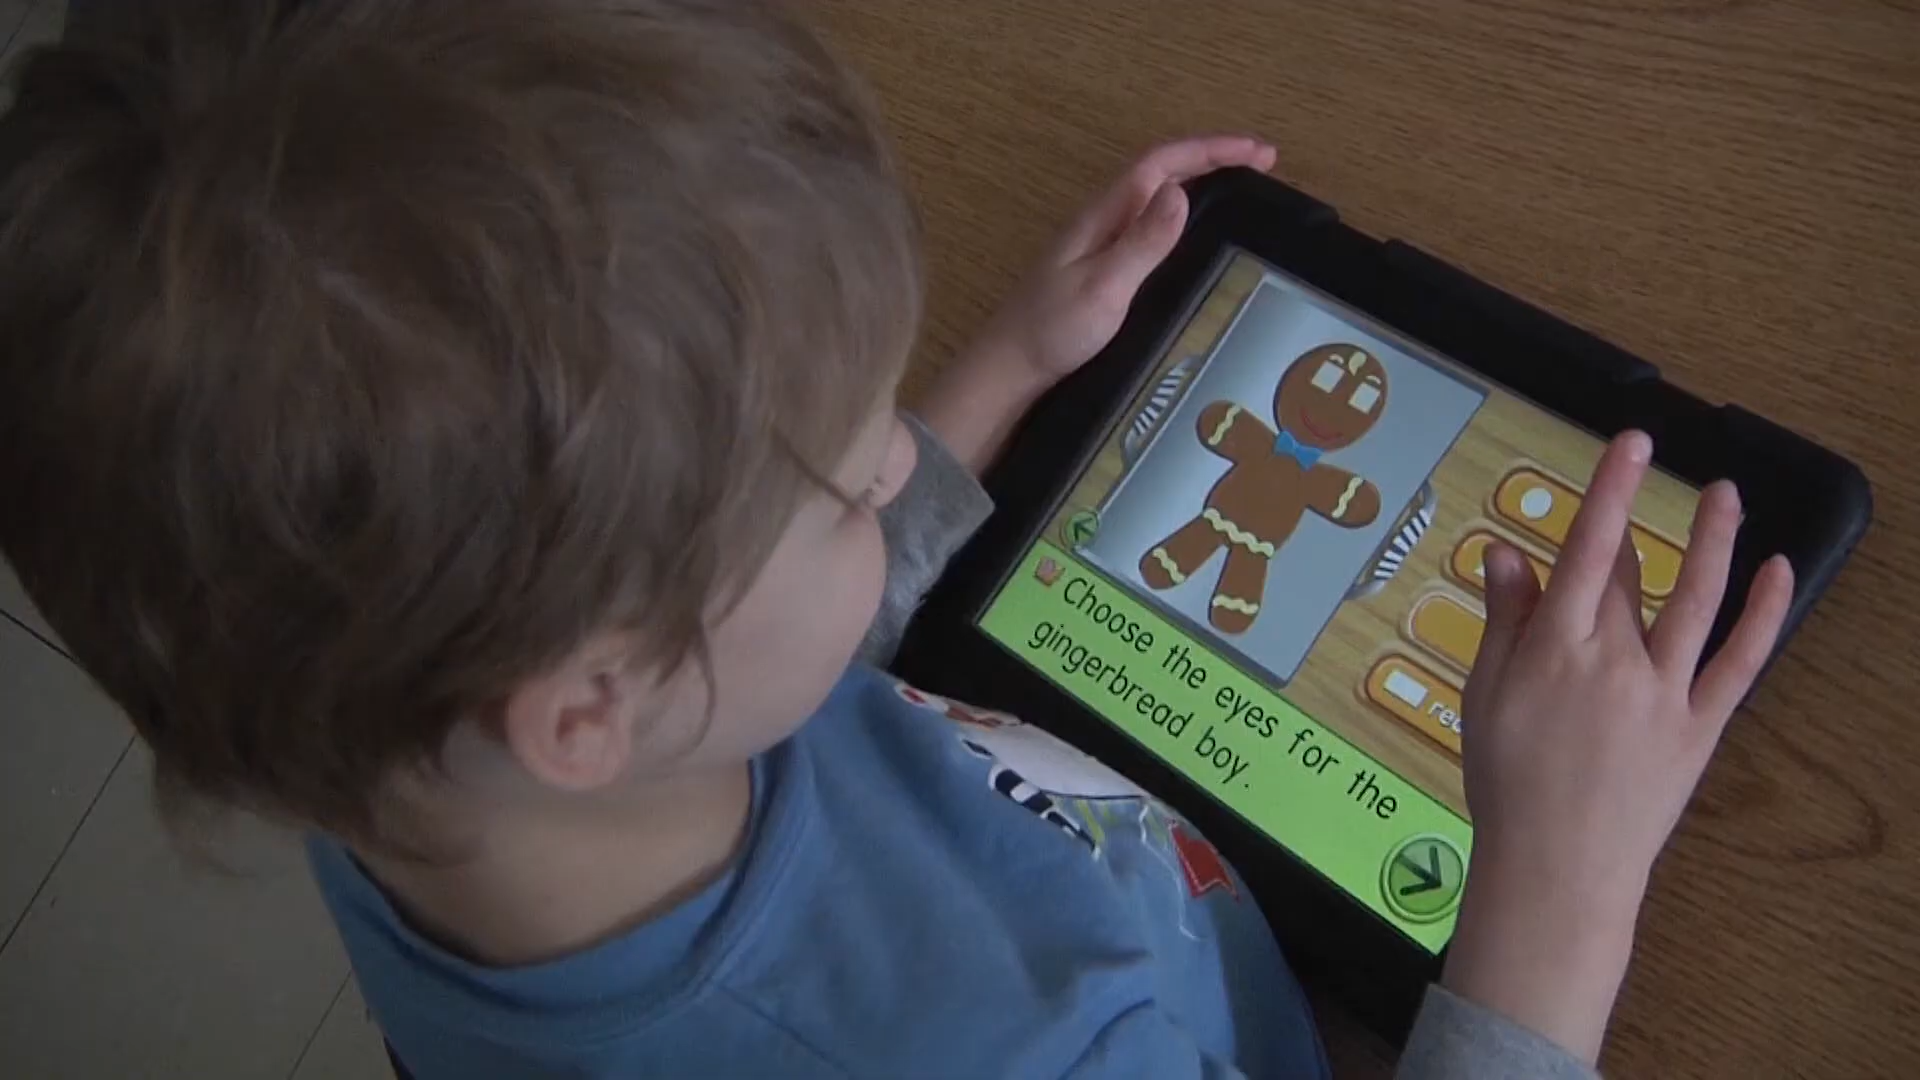 Choose the eyes for the
gingerbread boy.